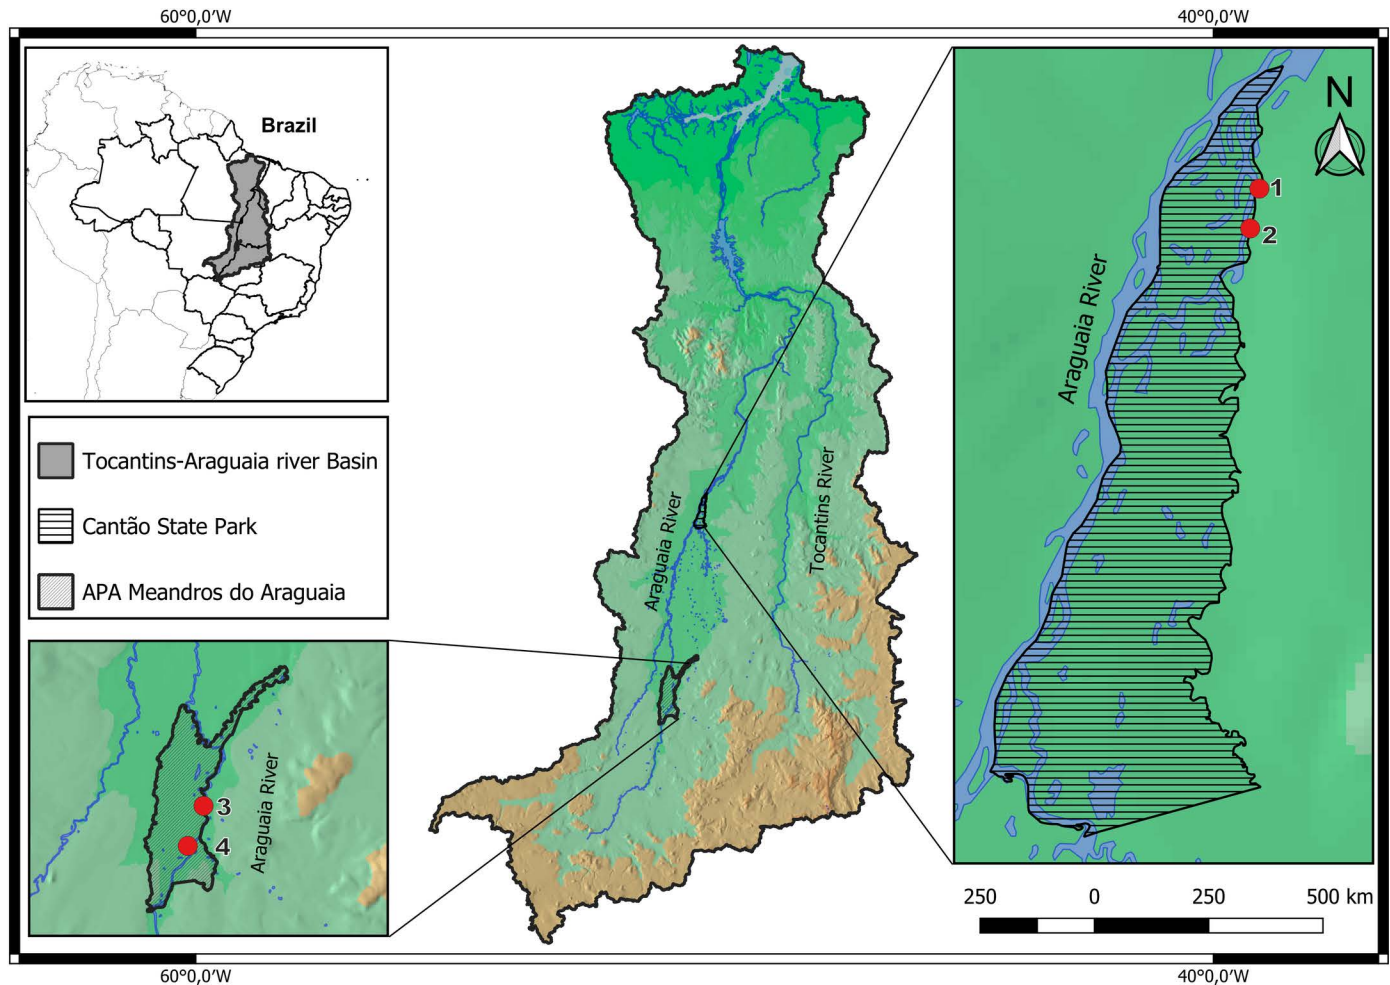 60°0,0'W
40°0,0'W
Brazil
N
1
2
Araguaia River
Tocantins-Araguaia river Basin
Cantão State Park
APA Meandros do Araguaia
Araguaia River
Tocantins River
3
4
Araguaia River
250 0 250 500 km
60°0,0'W
40°0,0'W